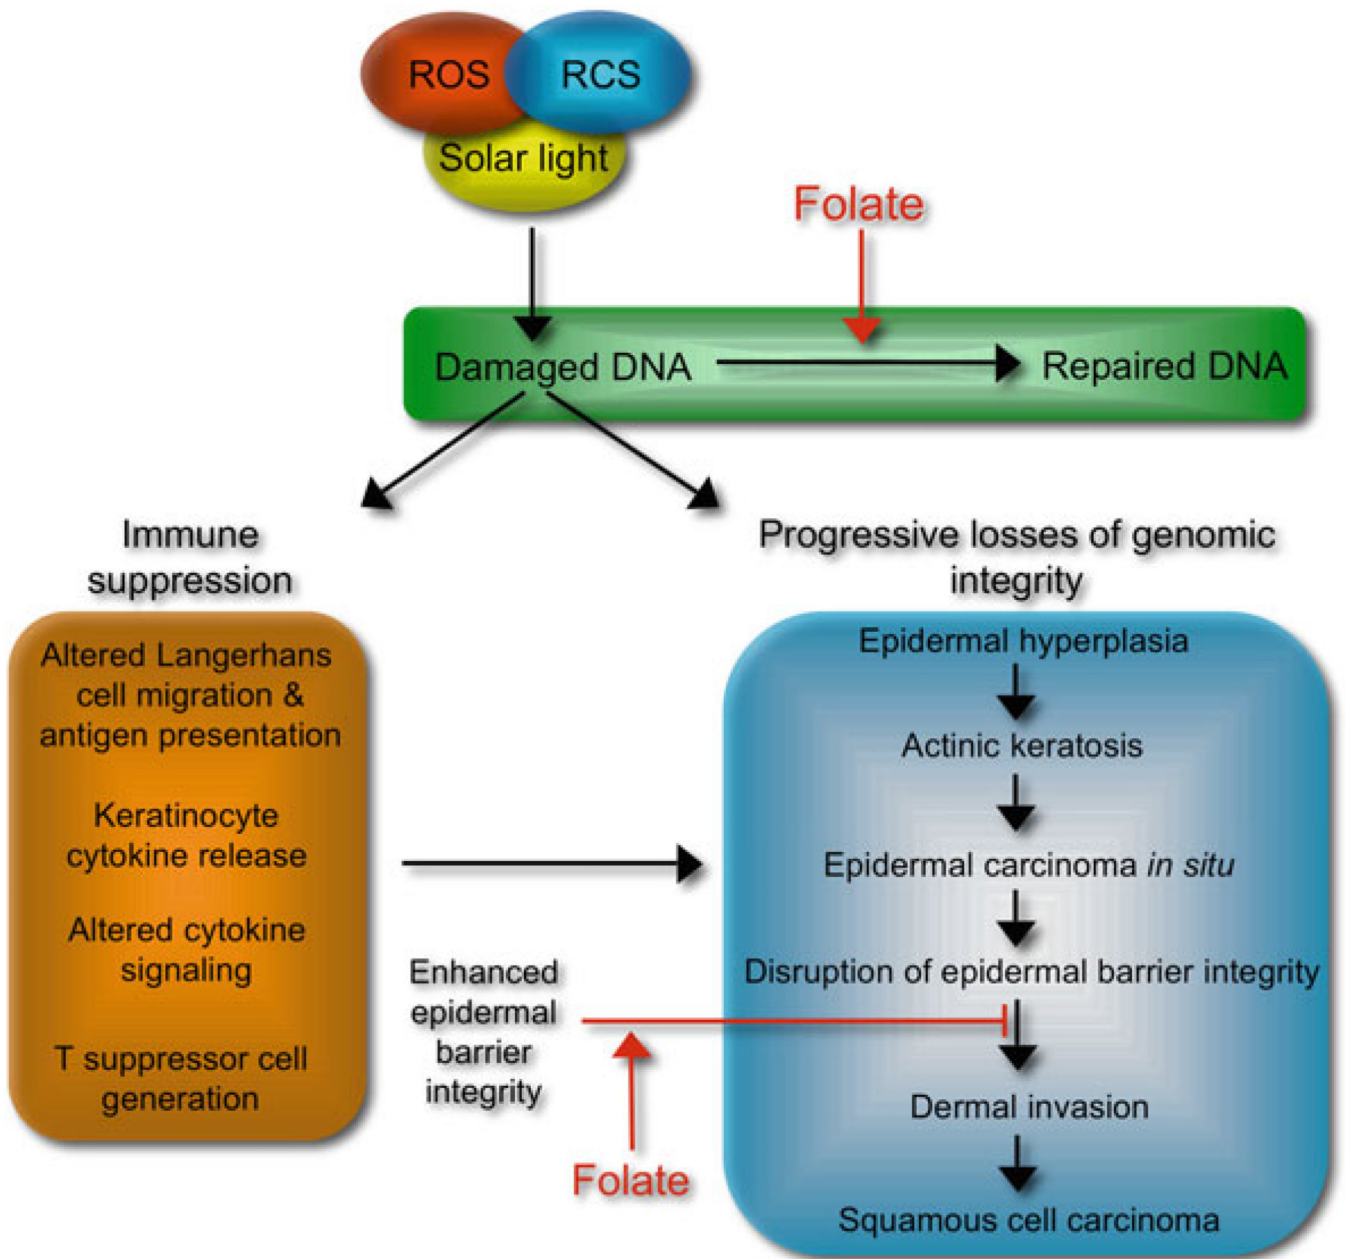 ROS
RCS
Solar light
Folate
Damaged DNA
Repaired DNA
Immune
suppression
Progressive losses of genomic
integrity
Altered Langerhans
cell migration &
antigen presentation
Keratinocyte
cytokine release
Altered cytokine
signaling
T suppressor cell
generation
Enhanced
epidermal
barrier
integrity
Folate
Epidermal hyperplasia
Actinic keratosis
Epidermal carcinoma in situ
Disruption of epidermal barrier integrity
Dermal invasion
Squamous cell carcinoma